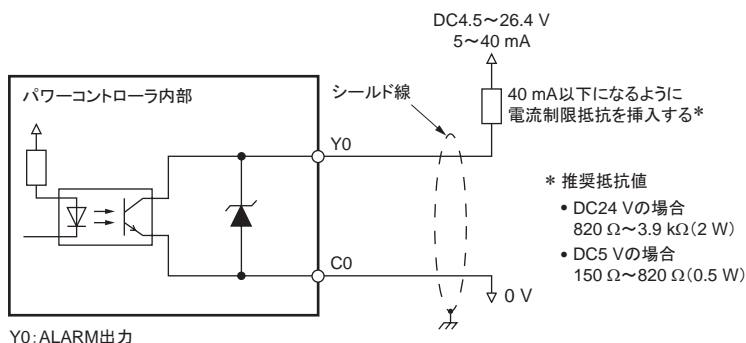 DC4.5～26.4 V
5～40 mA
パワーコントローラ内部
シールド線
40 mA以下になるように
電流制限抵抗を挿入する*
Y0
* 推奨抵抗値
• DC24 Vの場合
820 Ω～3.9 kΩ（2 W）
• DC5 Vの場合
150 Ω～820 Ω（0.5 W）
C0
0 V
Y0：ALARM出力